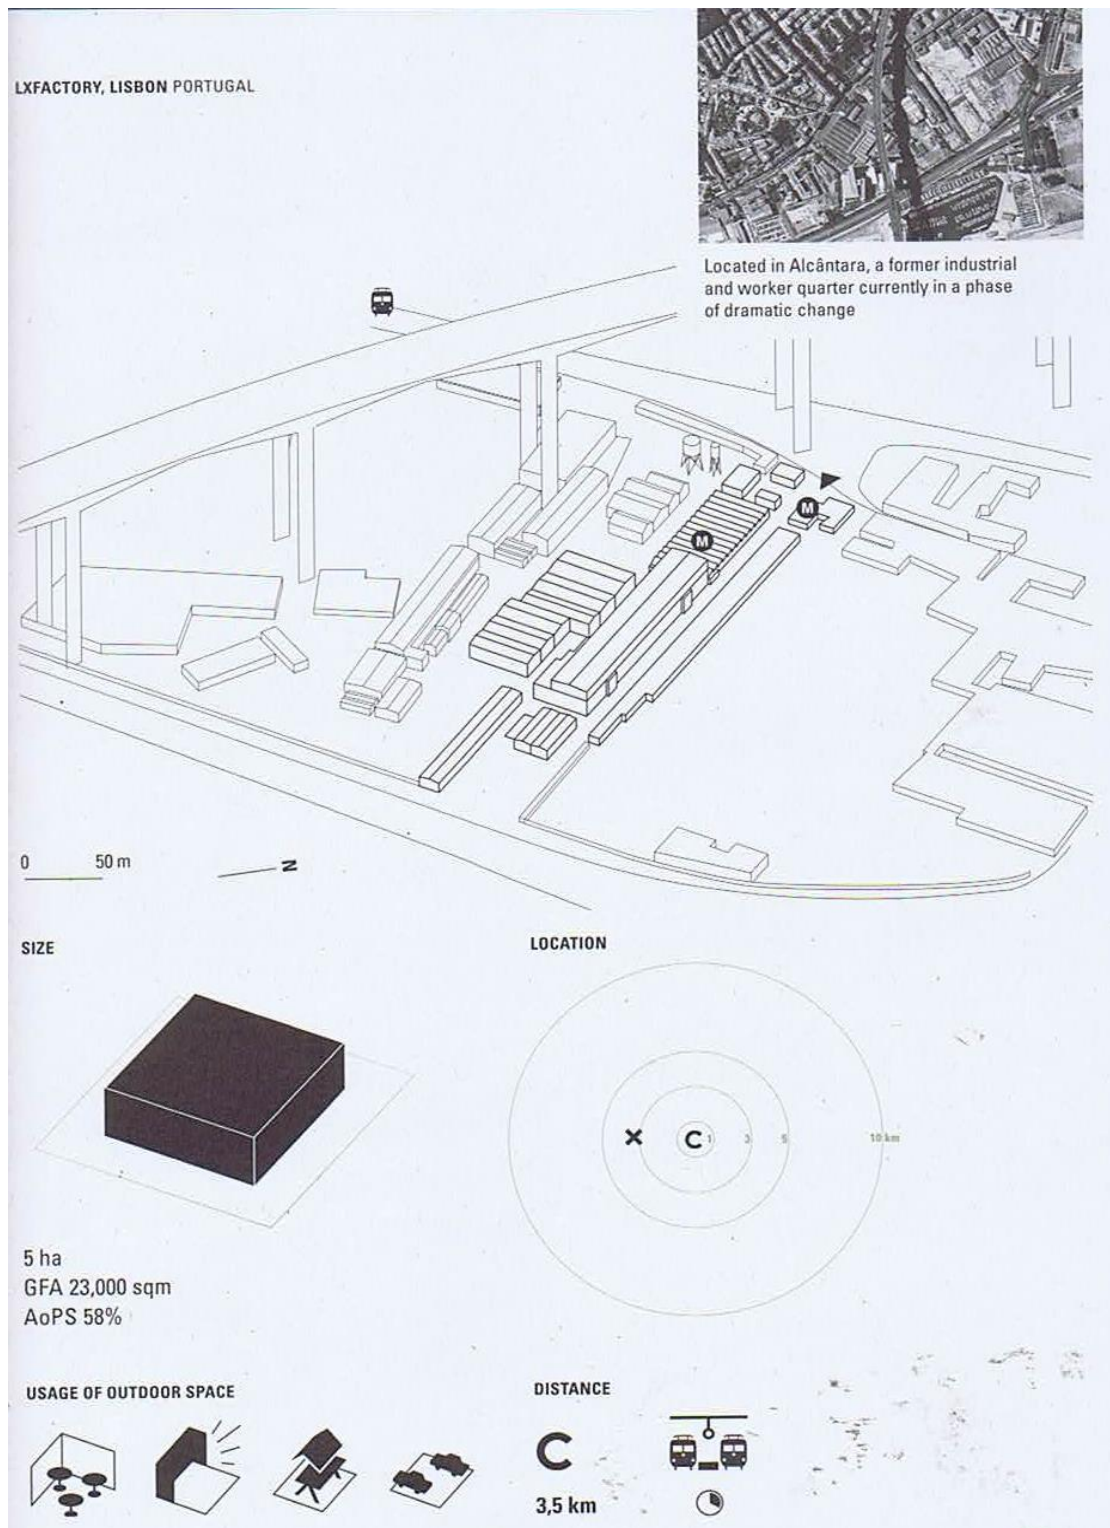 LXFACTORY, LISBON PORTUGAL
Located in Alcântara, a former industrial
and worker quarter currently in a phase
of dramatic change
M
M
0 50 m
N
SIZE
LOCATION
C 1 3 5 10 km
5 ha
GFA 23,000 sqm
AoPS 58%
USAGE OF OUTDOOR SPACE
DISTANCE
C
3,5 km